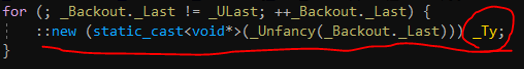 for (; _Backout._Last != _ULast; ++_Backout._Last) {
::new (static_cast<void*>(_Unfancy(_Backout._Last))) _Ty;
}